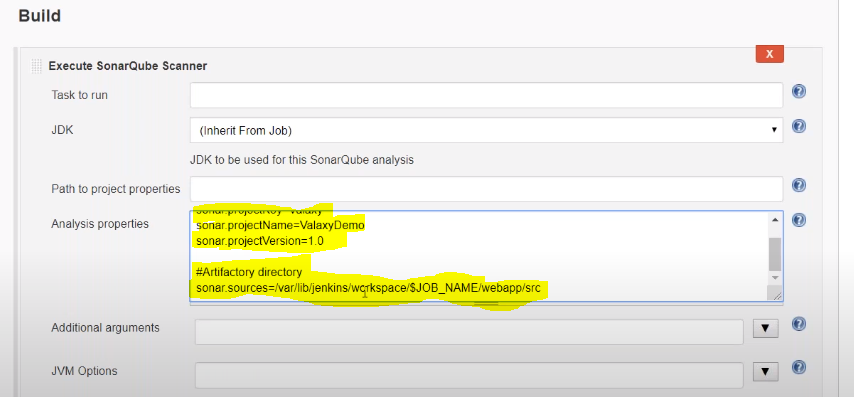 Build
Execute SonarQube Scanner
X
Task to run
JDK
(Inherit From Job)
JDK to be used for this SonarQube analysis
Path to project properties
Analysis properties
sonar.projectKey=valaxy
sonar.projectName=ValaxyDemo
sonar.projectVersion=1.0
#Artifactory directory
sonar.sources=/var/lib/jenkins/workspace/$JOB_NAME/webapp/src
Additional arguments
JVM Options